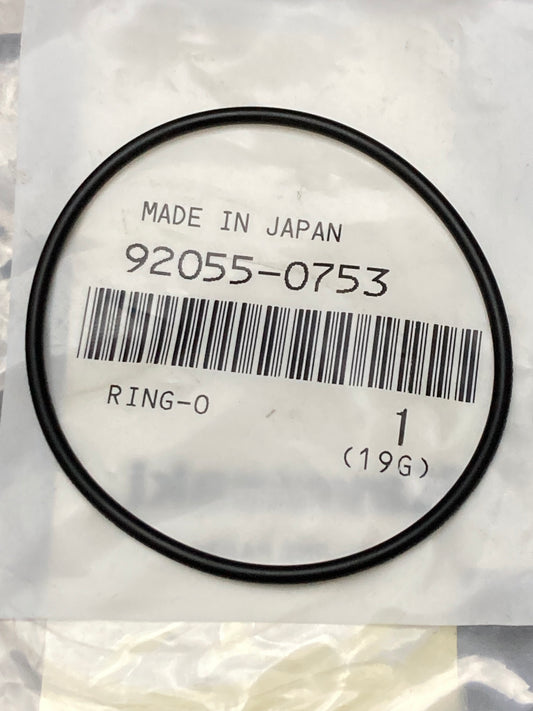 MADE IN JAPAN
92055-0753
RING-O
1
(19G)